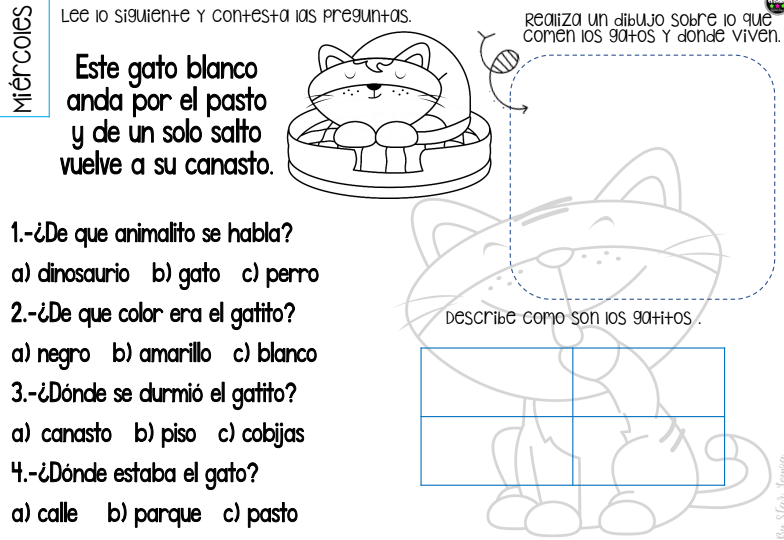 Miércoles
Lee lo siguiente y contesta las preguntas.
Este gato blanco
anda por el pasto
y de un solo salto
vuelve a su canasto.
1.-¿De que animalito se habla?
a) dinosaurio b) gato c) perro
2.-¿De que color era el gatito?
a) negro b) amarillo c) blanco
3.-¿Dónde se durmió el gatito?
a) canasto b) piso c) cobijas
4.-¿Dónde estaba el gato?
a) calle b) parque c) pasto
Realiza un dibujo sobre lo que
comen los gatos y donde viven.
Describe como son los gatitos .